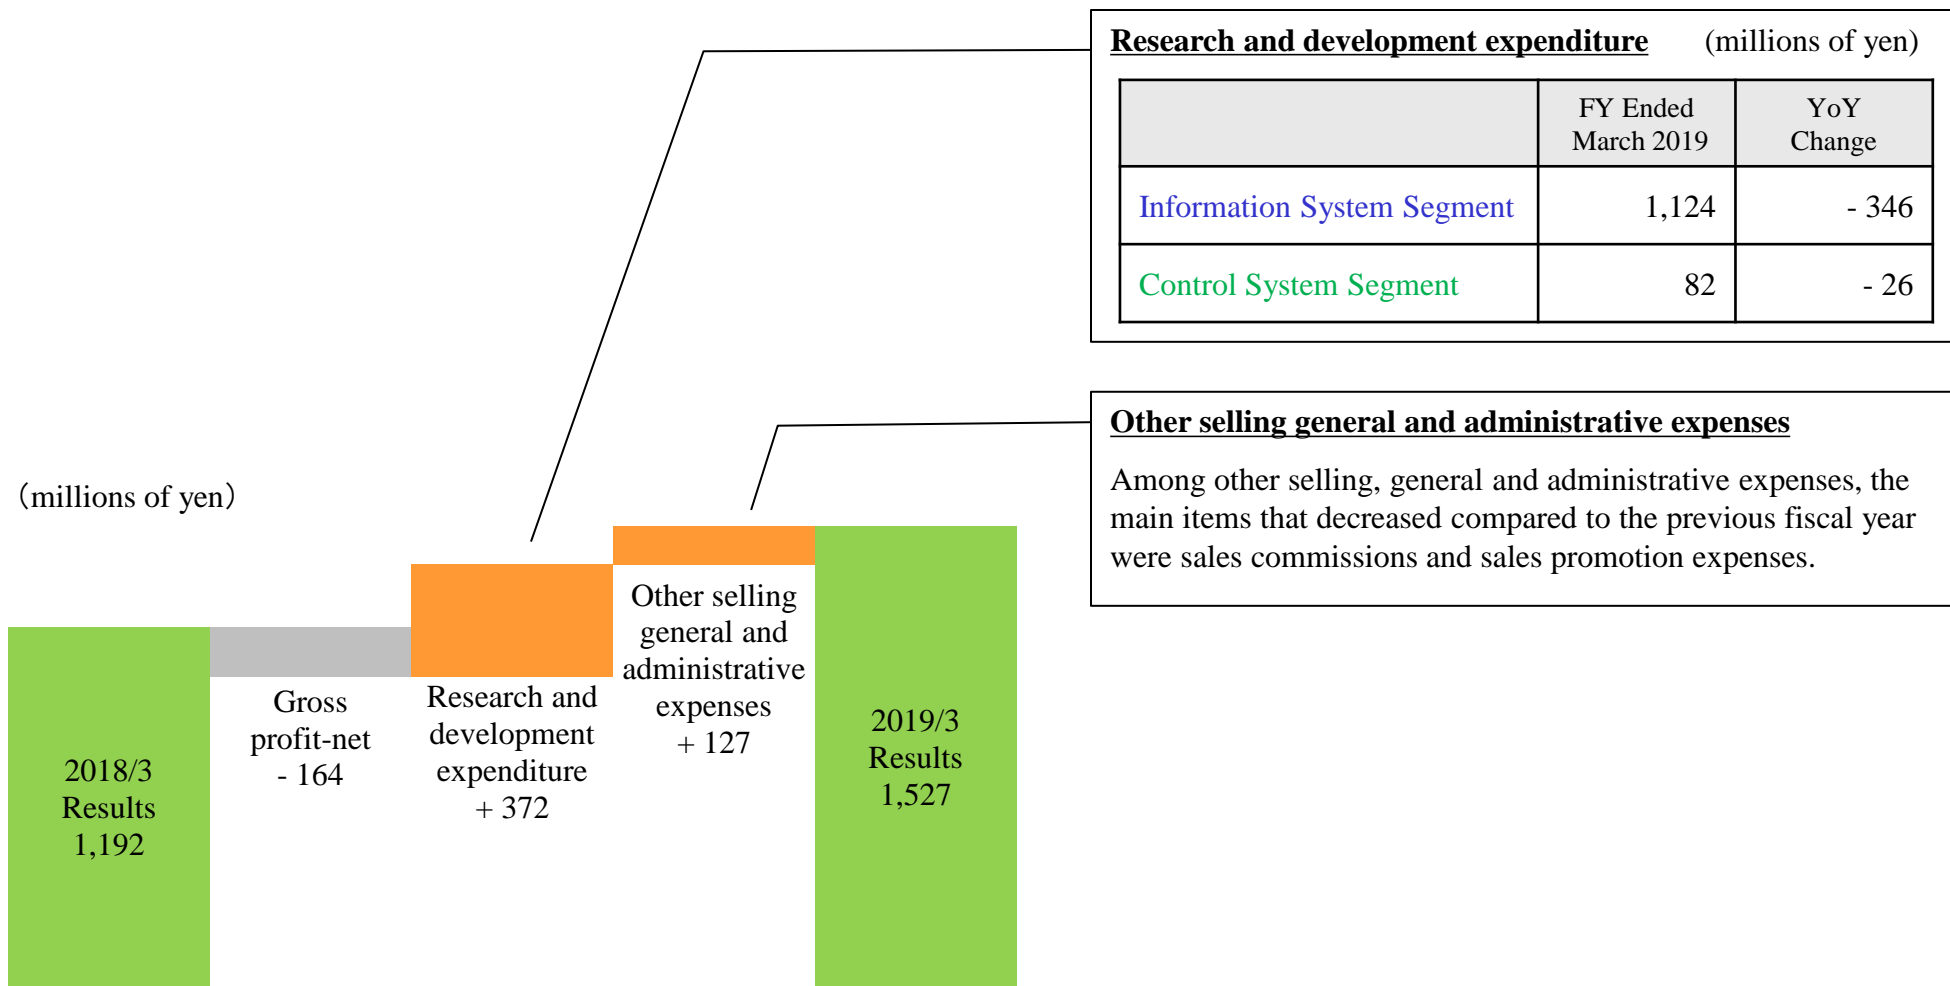 Research and development expenditure (millions of yen)
FY Ended
March 2019
YoY
Change
Information System Segment 1,124 - 346
Control System Segment 82 - 26
Other selling general and administrative expenses
Among other selling, general and administrative expenses, the
main items that decreased compared to the previous fiscal year
were sales commissions and sales promotion expenses.
（millions of yen）
2018/3
Results
1,192
Gross
profit-net
- 164
Research and
development
expenditure
+ 372
Other selling
general and
administrative
expenses
+ 127
2019/3
Results
1,527